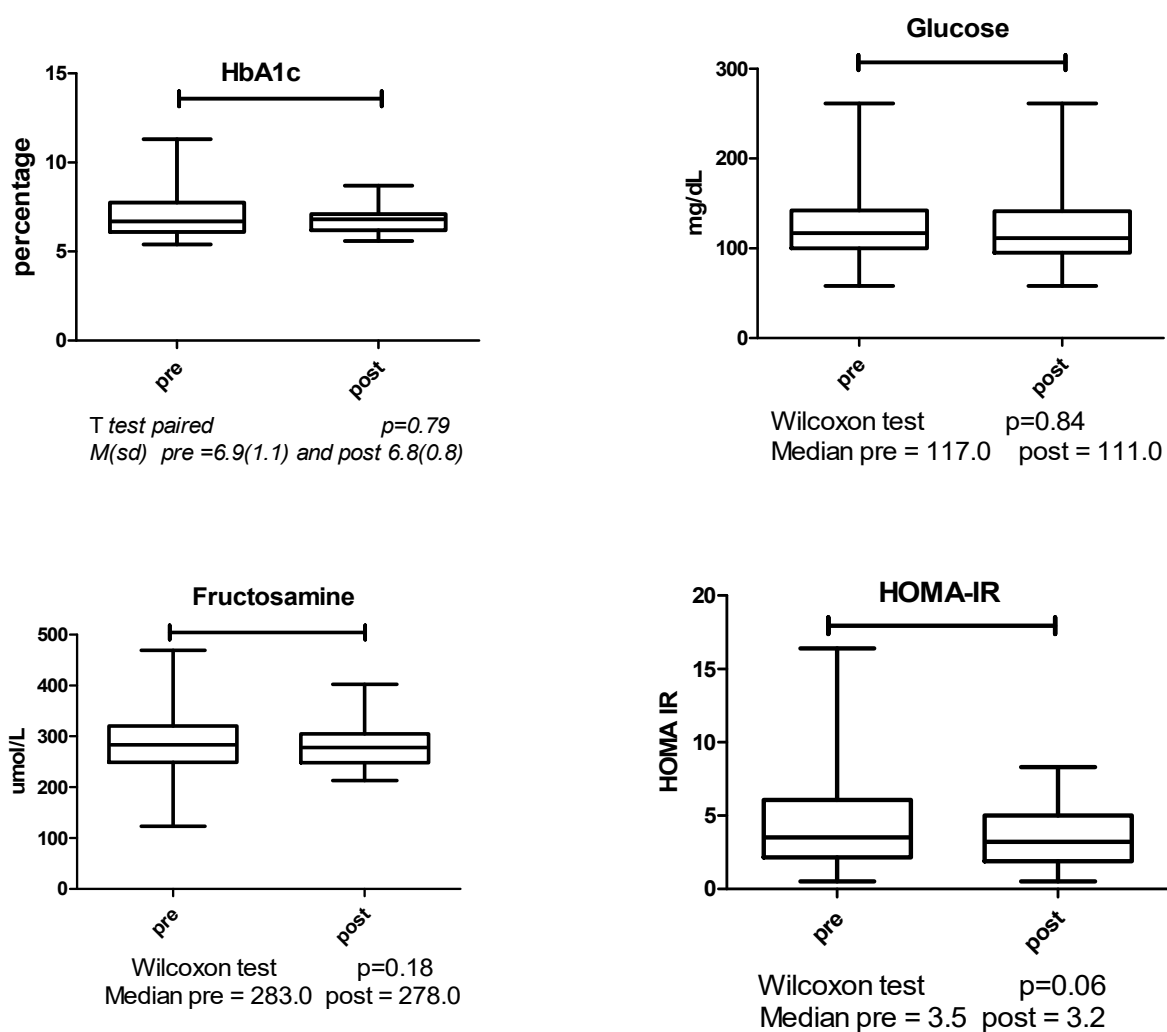 HbA1c
percentage
15
10
5
0
pre
post
T test paired p=0.79
M(sd) pre =6.9(1.1) and post 6.8(0.8)
Glucose
mg/dL
300
200
100
0
pre
post
Wilcoxon test p=0.84
Median pre = 117.0 post = 111.0
Fructosamine
umol/L
500
400
300
200
100
0
pre
post
Wilcoxon test p=0.18
Median pre = 283.0 post = 278.0
HOMA-IR
HOMA IR
20
15
10
5
0
pre
post
Wilcoxon test p=0.06
Median pre = 3.5 post = 3.2